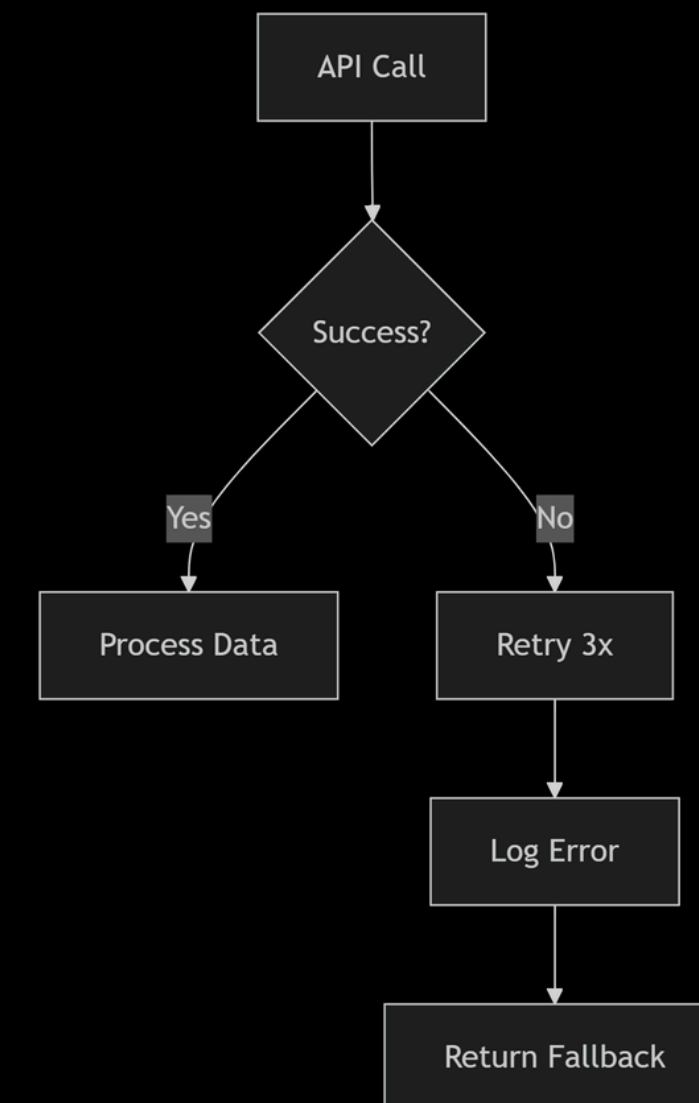 API Call
Success?
Yes
No
Process Data
Retry 3x
Log Error
Return Fallback